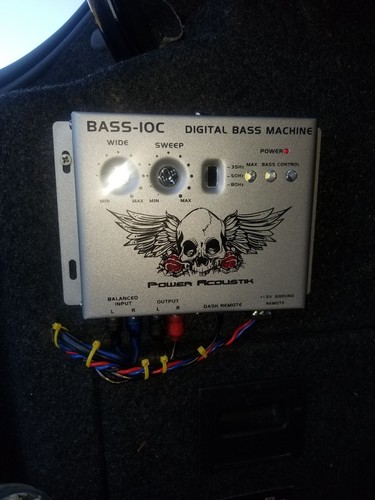 BASS-10C DIGITAL BASS MACHINE
WIDE SWEEP POWER
MAX BASS CONTROL
35Hz
50Hz
80Hz
MIN MAX MIN MAX
POWER ACOUSTIK
BALANCED INPUT OUTPUT DASH REMOTE +12V GROUND
L R L R REMOTE